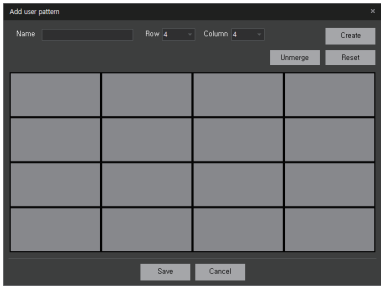 Add user pattern ×
Name Row 4 Column 4 Create
Unmerge Reset
Save Cancel